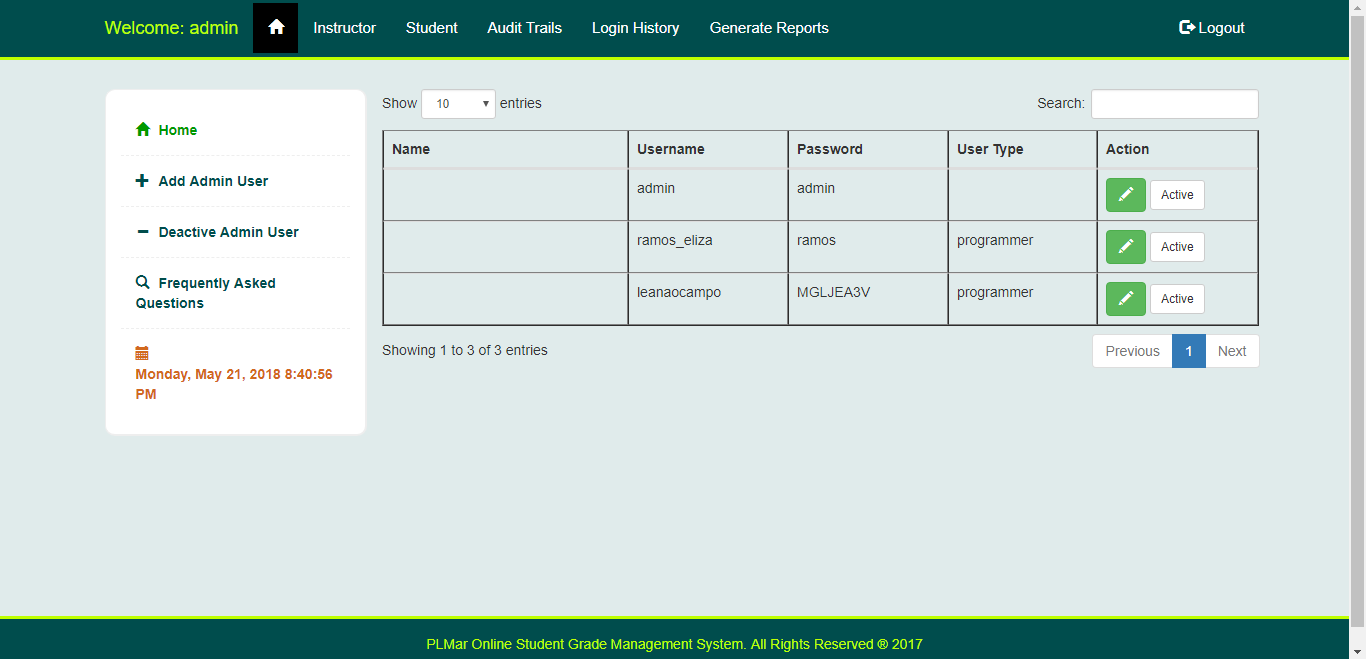 Welcome: admin Instructor Student Audit Trails Login History Generate Reports Logout
Home
Add Admin User
Deactive Admin User
Frequently Asked
Questions
Monday, May 21, 2018 8:40:56
PM
Show 10 entries Search:
Name Username Password User Type Action
admin admin Active
ramos_eliza ramos programmer Active
leanaocampo MGLJEA3V programmer Active
Showing 1 to 3 of 3 entries Previous 1 Next
PLMar Online Student Grade Management System. All Rights Reserved ® 2017